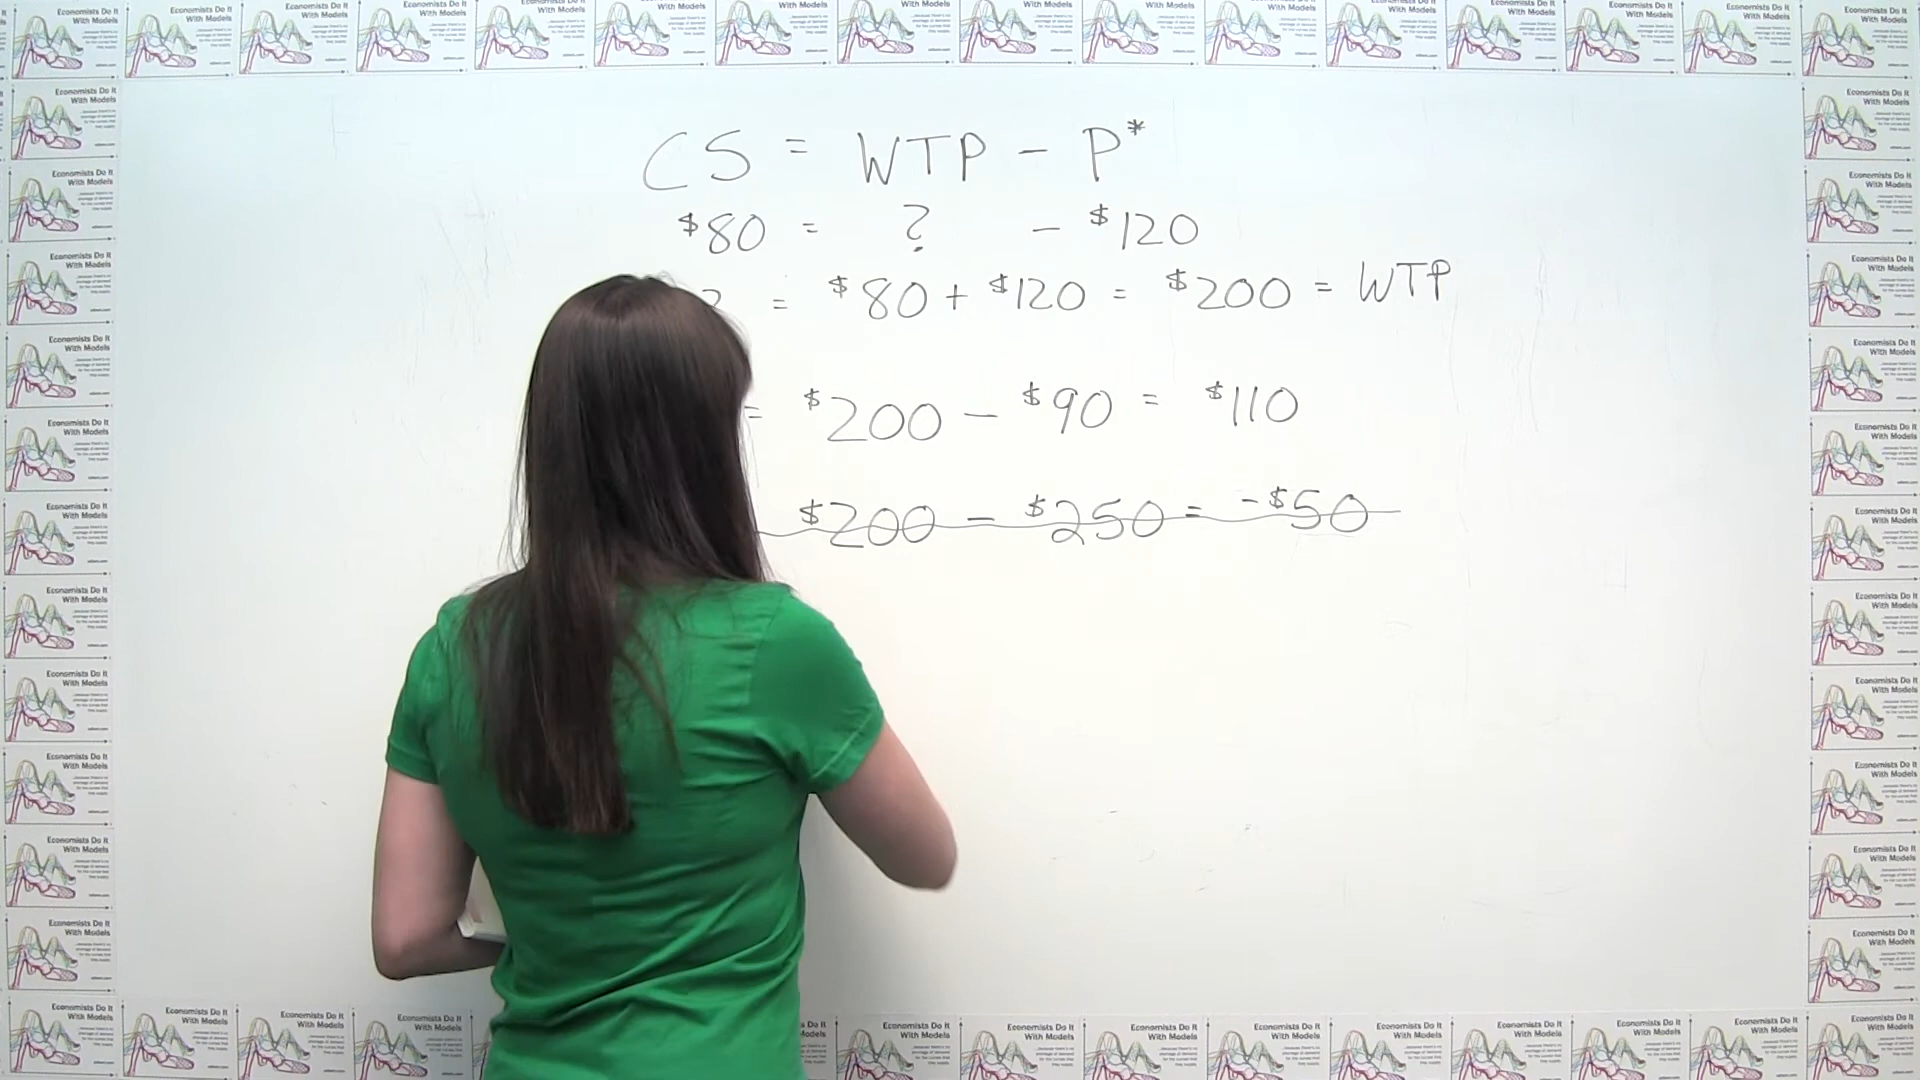 Economists Do It With Models
CS = WTP - P*
$80 = ? - $120
? = $80 + $120 = $200 = WTP
= $200 - $90 = $110
$200 - $250 = -$50